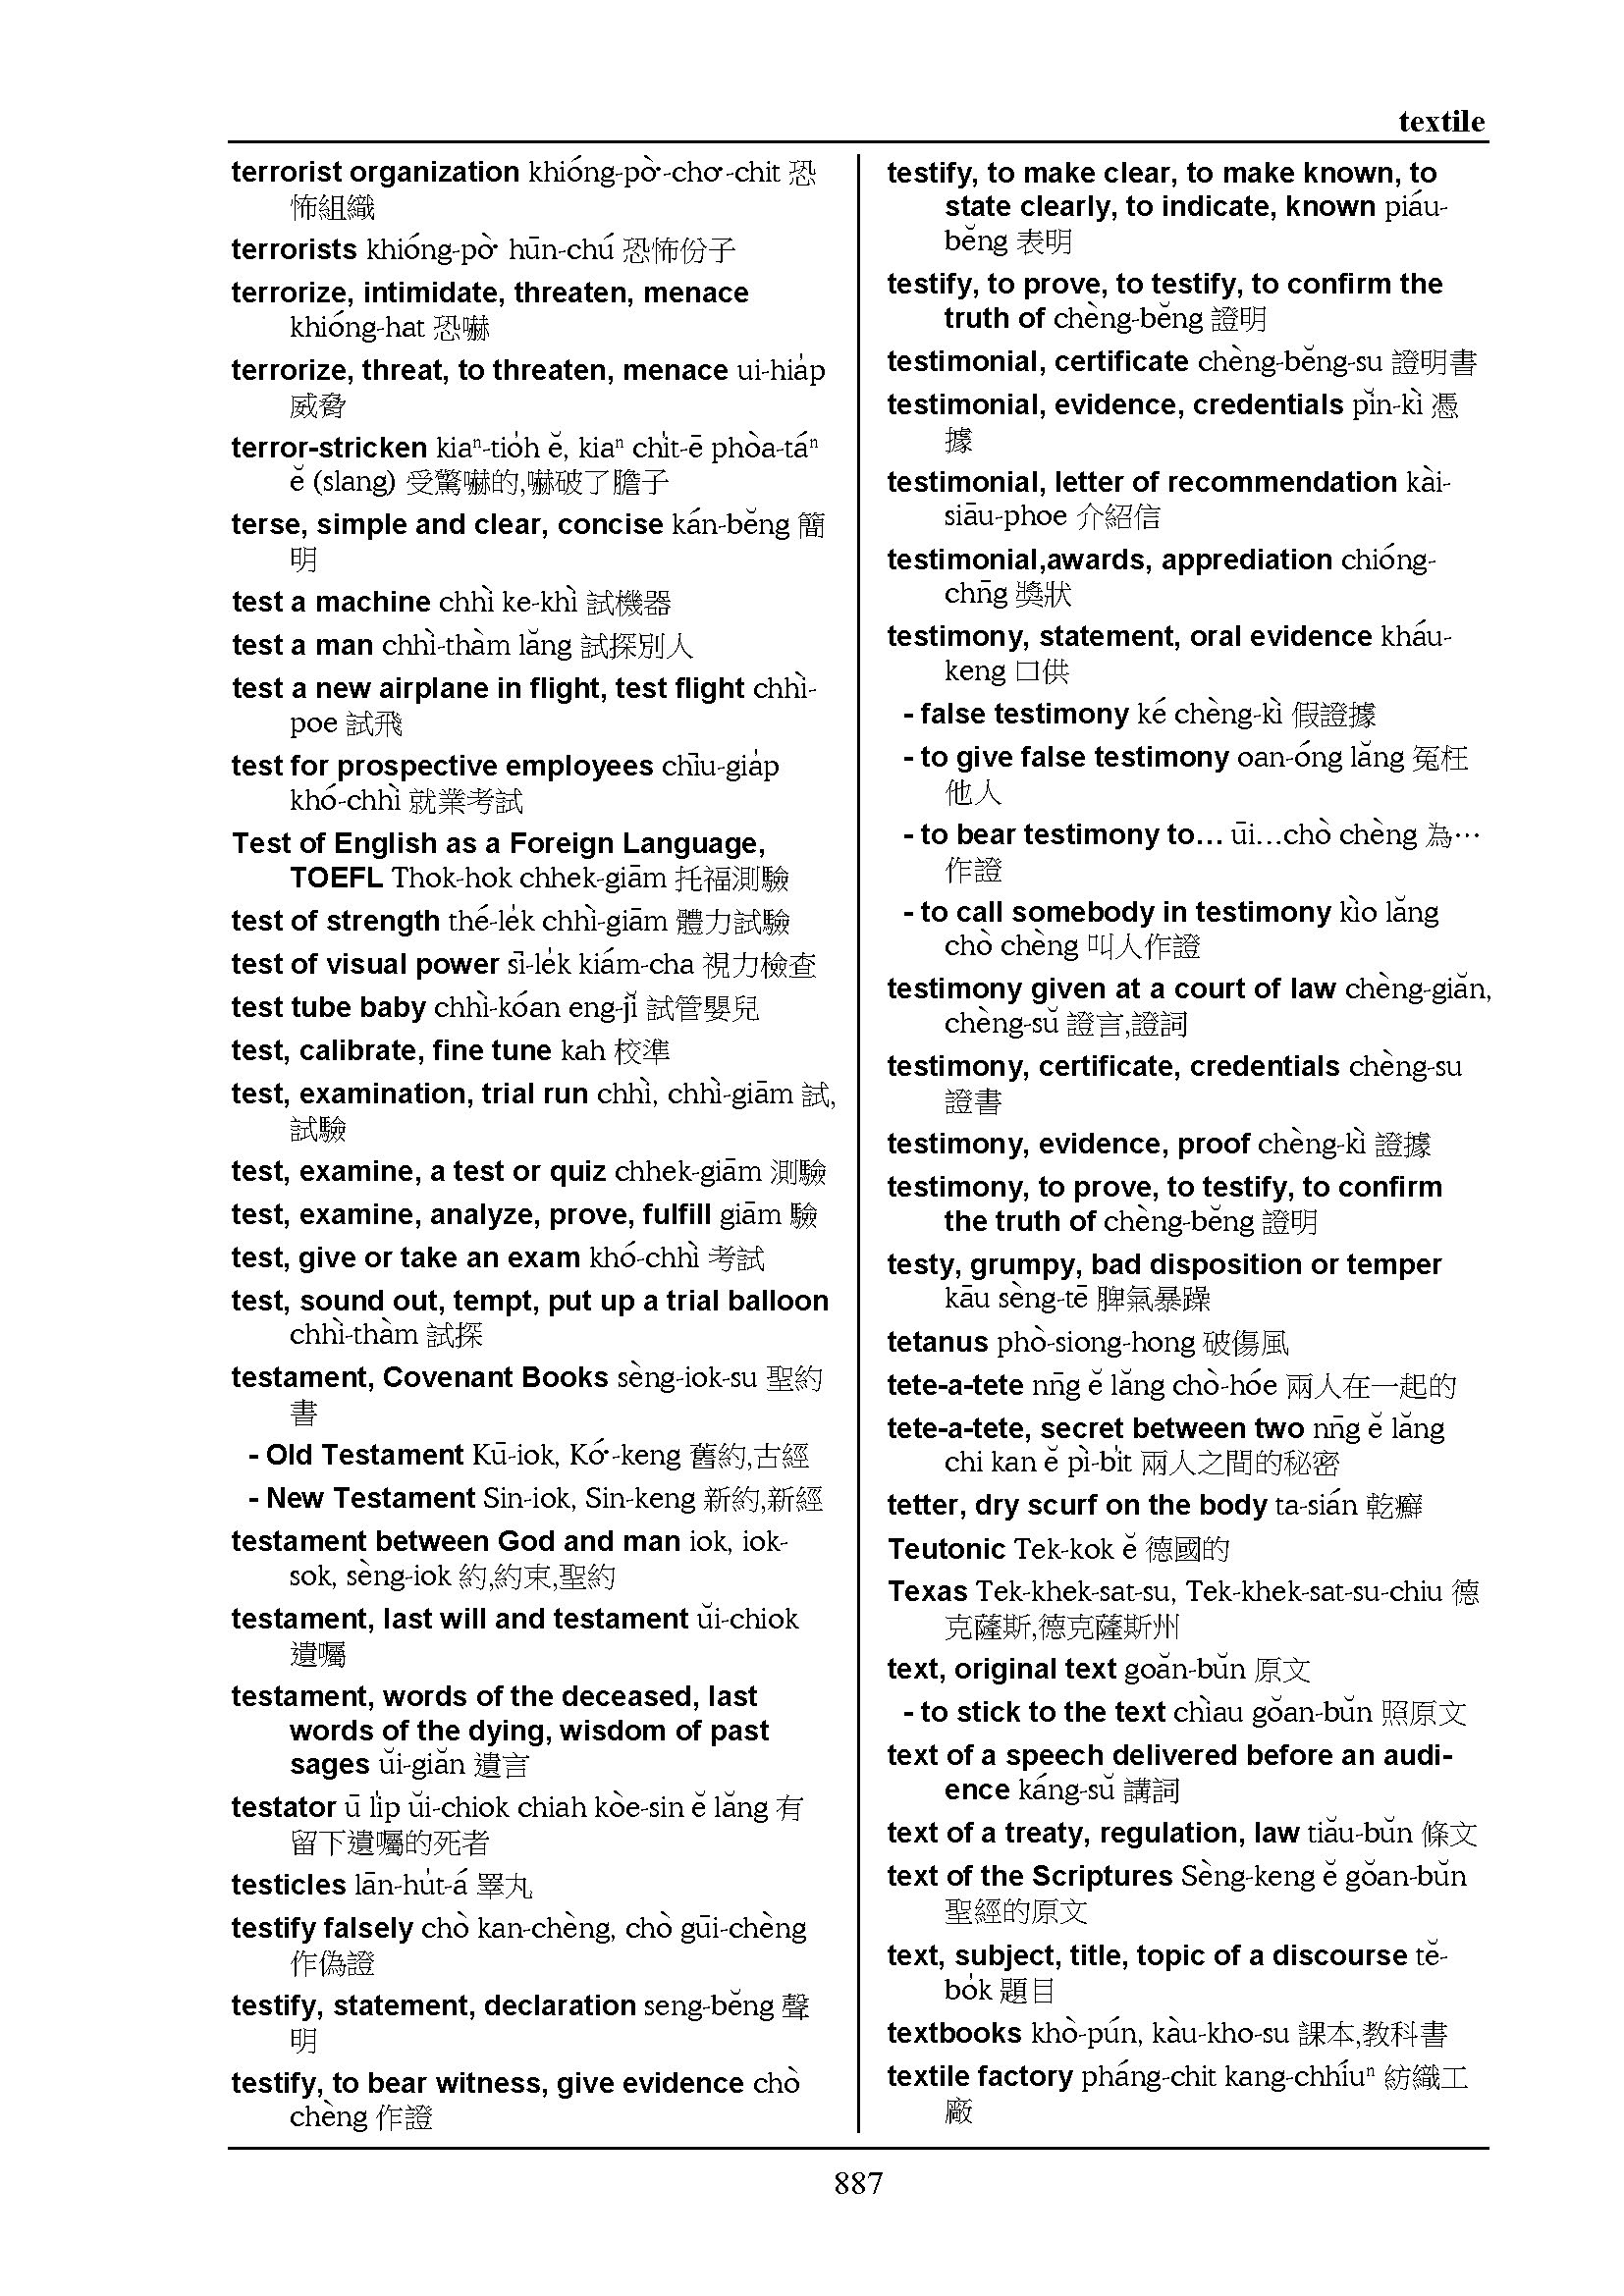 textile
terrorist organization khióng-pò͘-cho͘-chit 恐
怖組織
terrorists khióng-pò͘ hūn-chú 恐怖份子
terrorize, intimidate, threaten, menace
khióng-hat 恐嚇
terrorize, threat, to threaten, menace ui-hia̍p
威脅
terror-stricken kiaⁿ-tio̍h ĕ, kiaⁿ chi̍t-ē phòa-táⁿ
ĕ (slang) 受驚嚇的,嚇破了膽子
terse, simple and clear, concise kán-bĕng 簡
明
test a machine chhì ke-khì 試機器
test a man chhì-thàm lăng 試探別人
test a new airplane in flight, test flight chhì-
poe 試飛
test for prospective employees chīu-gia̍p
khó-chhì 就業考試
Test of English as a Foreign Language,
TOEFL Thok-hok chhek-giām 托福測驗
test of strength thé-le̍k chhì-giām 體力試驗
test of visual power sī-le̍k kiám-cha 視力檢查
test tube baby chhì-kóan eng-jĭ 試管嬰兒
test, calibrate, fine tune kah 校準
test, examination, trial run chhì, chhì-giām 試,
試驗
test, examine, a test or quiz chhek-giām 測驗
test, examine, analyze, prove, fulfill giām 驗
test, give or take an exam khó-chhì 考試
test, sound out, tempt, put up a trial balloon
chhì-thàm 試探
testament, Covenant Books sèng-iok-su 聖約
書
- Old Testament Kū-iok, Kó͘-keng 舊約,古經
- New Testament Sin-iok, Sin-keng 新約,新經
testament between God and man iok, iok-
sok, sèng-iok 約,約束,聖約
testament, last will and testament ŭi-chiok
遺囑
testament, words of the deceased, last
words of the dying, wisdom of past
sages ŭi-giăn 遺言
testator ū li̍p ŭi-chiok chiah kòe-sin ĕ lăng 有
留下遺囑的死者
testicles lān-hu̍t-á 睪丸
testify falsely chò kan-chèng, chò gūi-chèng
作偽證
testify, statement, declaration seng-bĕng 聲
明
testify, to bear witness, give evidence chò
chèng 作證
testify, to make clear, to make known, to
state clearly, to indicate, known piáu-
bĕng 表明
testify, to prove, to testify, to confirm the
truth of chèng-bĕng 證明
testimonial, certificate chèng-bĕng-su 證明書
testimonial, evidence, credentials pĭn-kì 憑
據
testimonial, letter of recommendation kài-
siāu-phoe 介紹信
testimonial,awards, apprediation chióng-
chn̄g 獎狀
testimony, statement, oral evidence kháu-
keng 口供
- false testimony ké chèng-kì 假證據
- to give false testimony oan-óng lăng 冤枉
他人
- to bear testimony to… ūi…chò chèng 為…
作證
- to call somebody in testimony kìo lăng
chò chèng 叫人作證
testimony given at a court of law chèng-giăn,
chèng-sŭ 證言,證詞
testimony, certificate, credentials chèng-su
證書
testimony, evidence, proof chèng-kì 證據
testimony, to prove, to testify, to confirm
the truth of chèng-bĕng 證明
testy, grumpy, bad disposition or temper
kāu sèng-tē 脾氣暴躁
tetanus phò-siong-hong 破傷風
tete-a-tete nn̄g ĕ lăng chò-hóe 兩人在一起的
tete-a-tete, secret between two nn̄g ĕ lăng
chi kan ĕ pì-bi̍t 兩人之間的秘密
tetter, dry scurf on the body ta-sián 乾癬
Teutonic Tek-kok ĕ 德國的
Texas Tek-khek-sat-su, Tek-khek-sat-su-chiu 德
克薩斯,德克薩斯州
text, original text goăn-bŭn 原文
- to stick to the text chìau gŏan-bŭn 照原文
text of a speech delivered before an audi-
ence káng-sŭ 講詞
text of a treaty, regulation, law tiău-bŭn 條文
text of the Scriptures Sèng-keng ĕ gŏan-bŭn
聖經的原文
text, subject, title, topic of a discourse tĕ-
bo̍k 題目
textbooks khò-pún, kàu-kho-su 課本,教科書
textile factory pháng-chit kang-chhíuⁿ 紡織工
廠
887